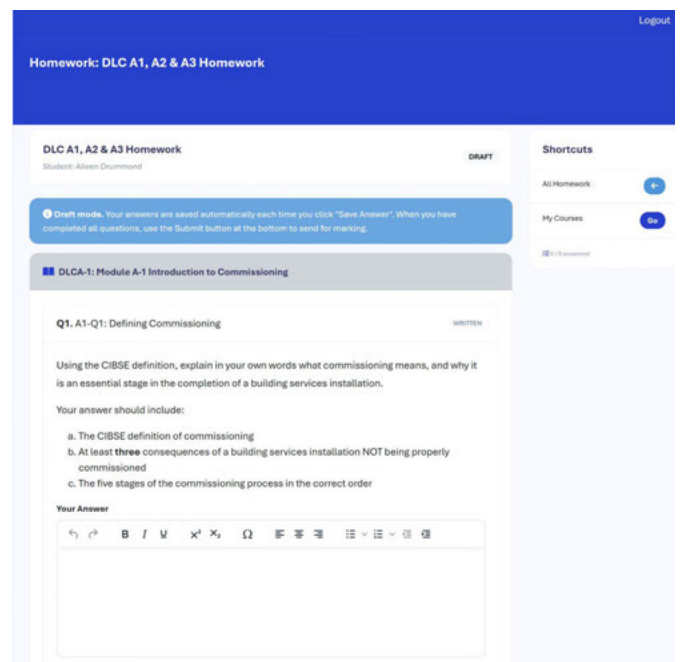 Logout
Homework: DLC A1, A2 & A3 Homework
DLC A1, A2 & A3 Homework
Student: Aileen Drummond
DRAFT
Shortcuts
All Homework
My Courses
Go
answered
Draft mode. Your answers are saved automatically each time you click "Save Answer". When you have
completed all questions, use the Submit button at the bottom to send for marking.
DLCA-1: Module A-1 Introduction to Commissioning
Q1. A1-Q1: Defining Commissioning
WRITTEN
Using the CIBSE definition, explain in your own words what commissioning means, and why it
is an essential stage in the completion of a building services installation.
Your answer should include:
a. The CIBSE definition of commissioning
b. At least three consequences of a building services installation NOT being properly
commissioned
c. The five stages of the commissioning process in the correct order
Your Answer
B I U x² X₂ Ω